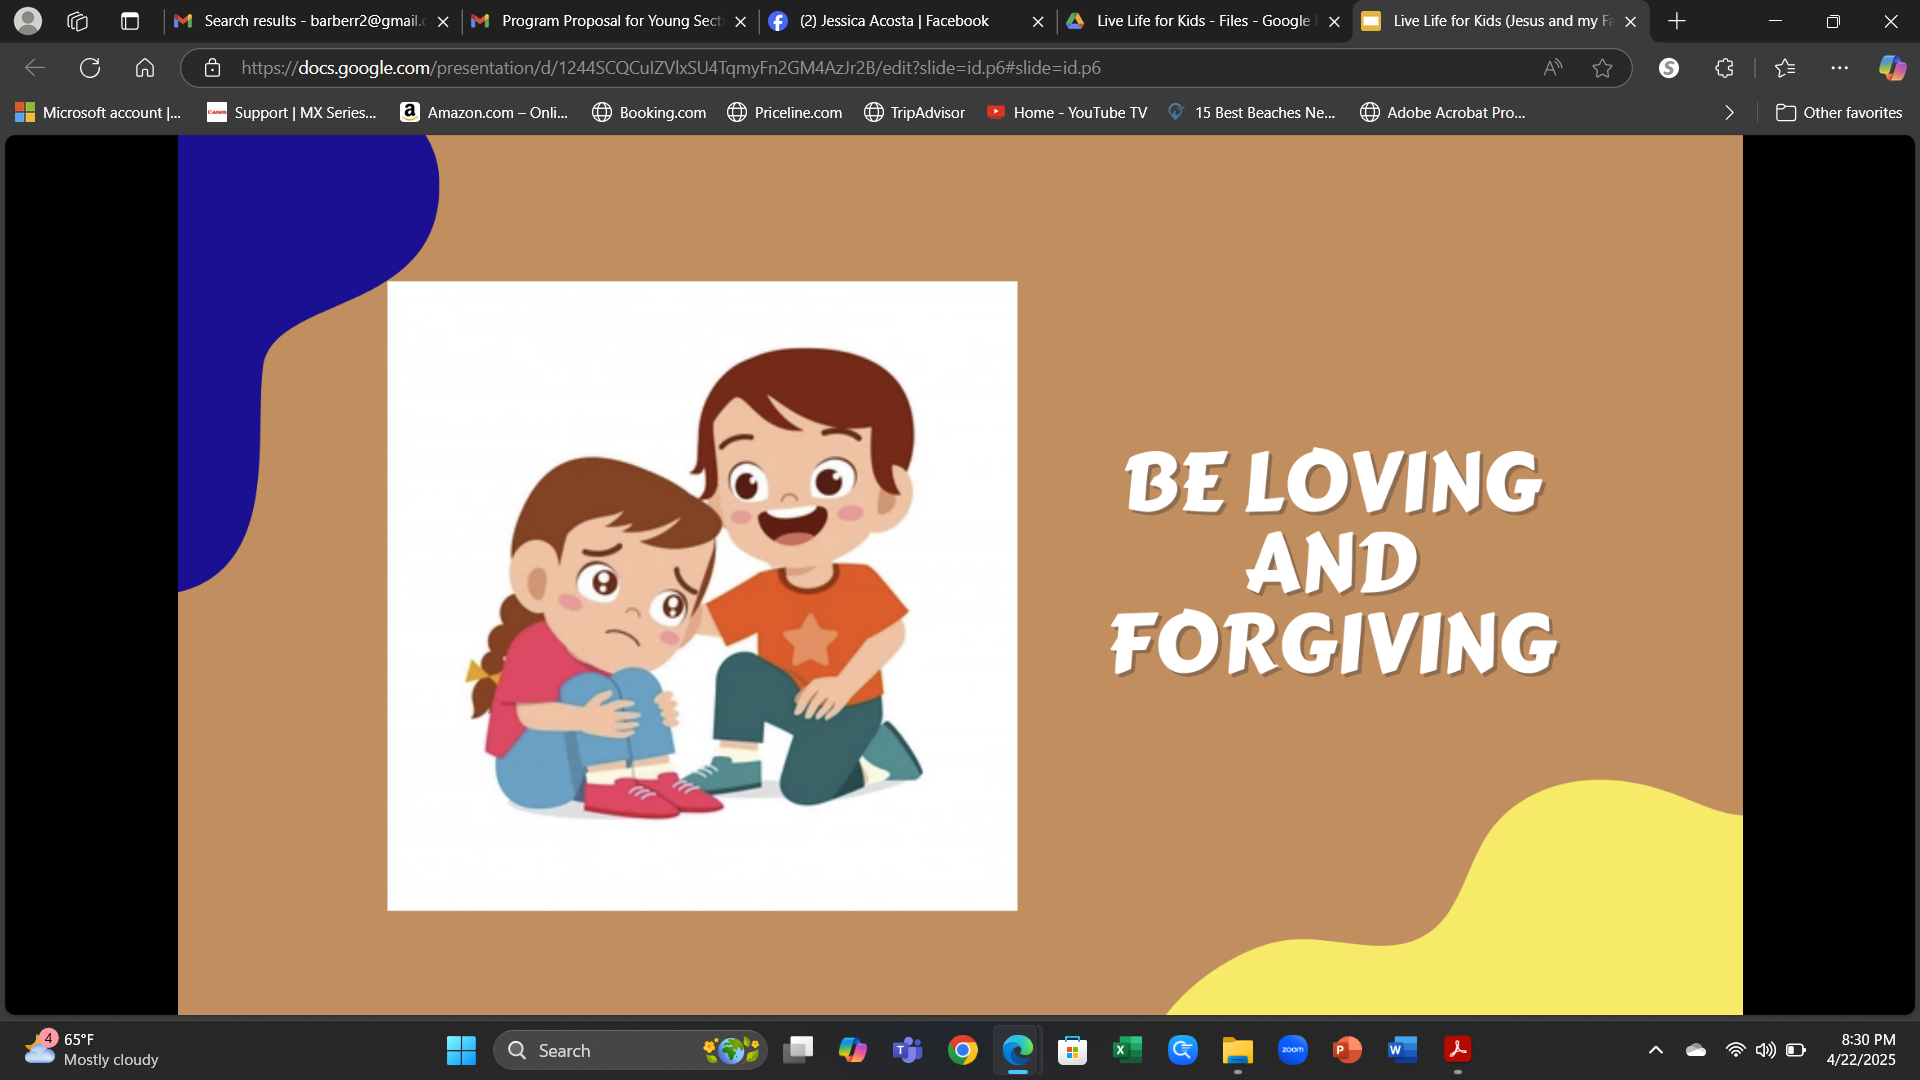 Search results - barberr2@gmail.c
Program Proposal for Young Secti
(2) Jessica Acosta | Facebook
Live Life for Kids - Files - Google
Live Life for Kids (Jesus and my Fa
https://docs.google.com/presentation/d/1244SCQCuIZVlxSU4TqmyFn2GM4AzJr2B/edit?slide=id.p6#slide=id.p6
Microsoft account |...
Support | MX Series...
Amazon.com – Onli...
Booking.com
Priceline.com
TripAdvisor
Home - YouTube TV
15 Best Beaches Ne...
Adobe Acrobat Pro...
Other favorites
BE LOVING
AND
FORGIVING
4
65°F
Mostly cloudy
Search
zoom
8:30 PM
4/22/2025